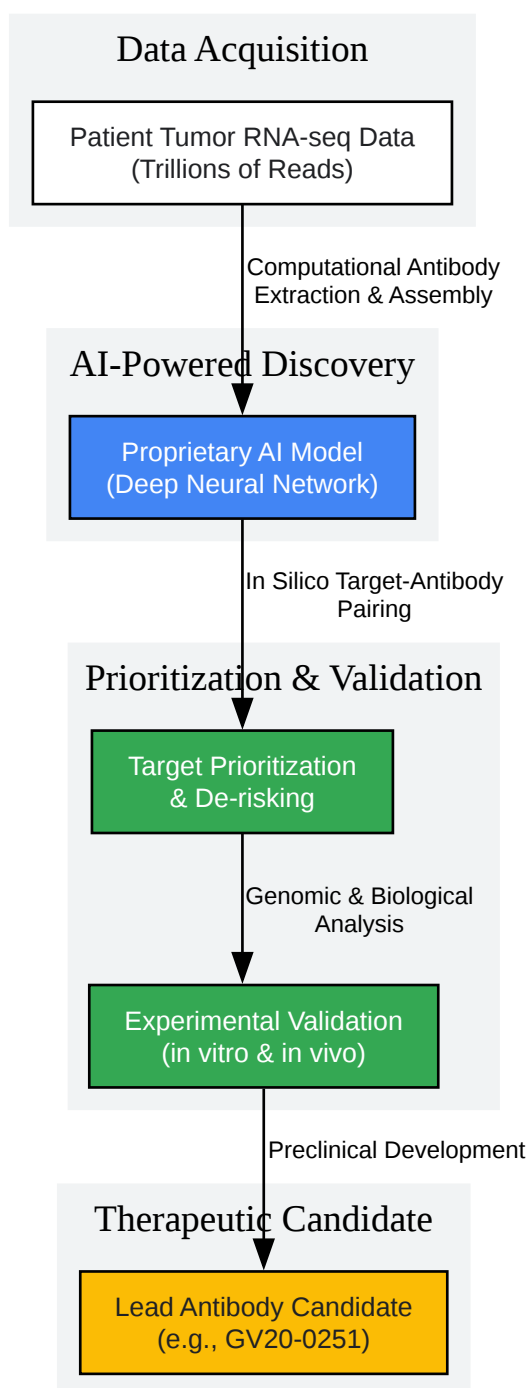 Data Acquisition
Patient Tumor RNA-seq Data
(Trillions of Reads)
Computational Antibody
Extraction & Assembly
AI-Powered Discovery
Proprietary AI Model
(Deep Neural Network)
In Silico Target-Antibody
Pairing
Prioritization & Validation
Target Prioritization
& De-risking
Genomic & Biological
Analysis
Experimental Validation
(in vitro & in vivo)
Preclinical Development
Therapeutic Candidate
Lead Antibody Candidate
(e.g., GV20-0251)